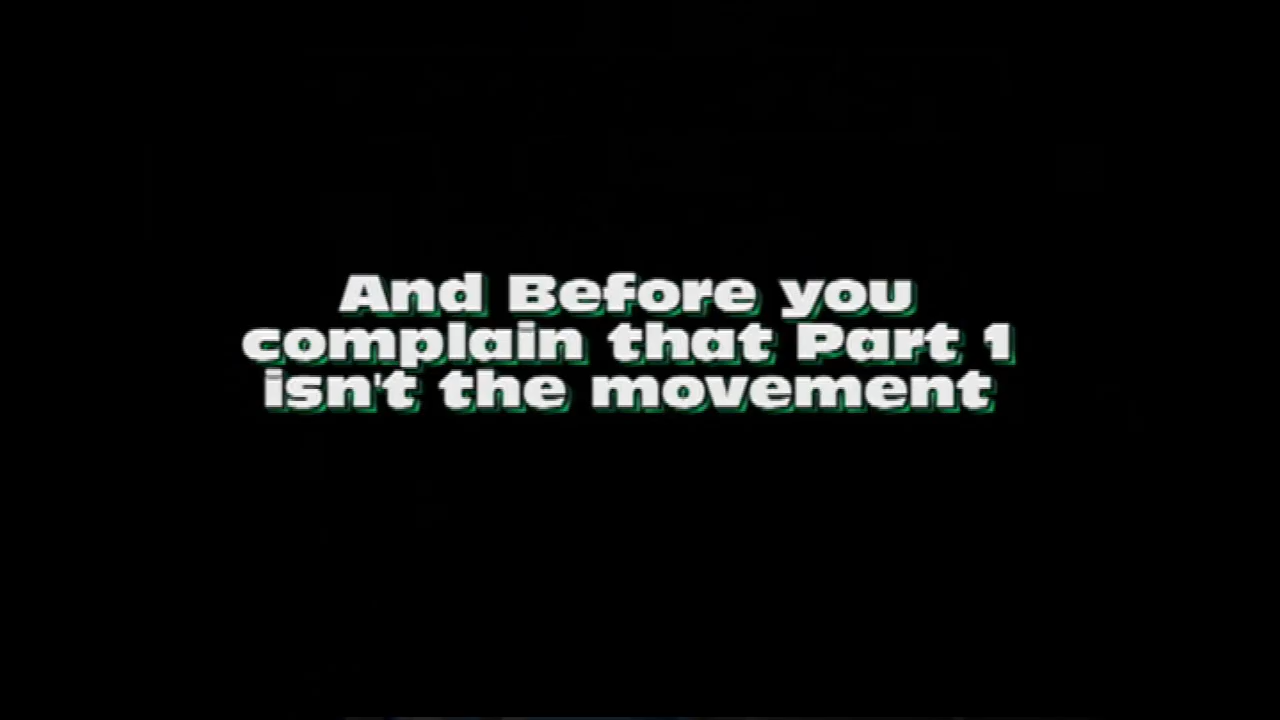 And Before you
complain that Part 1
isn't the movement